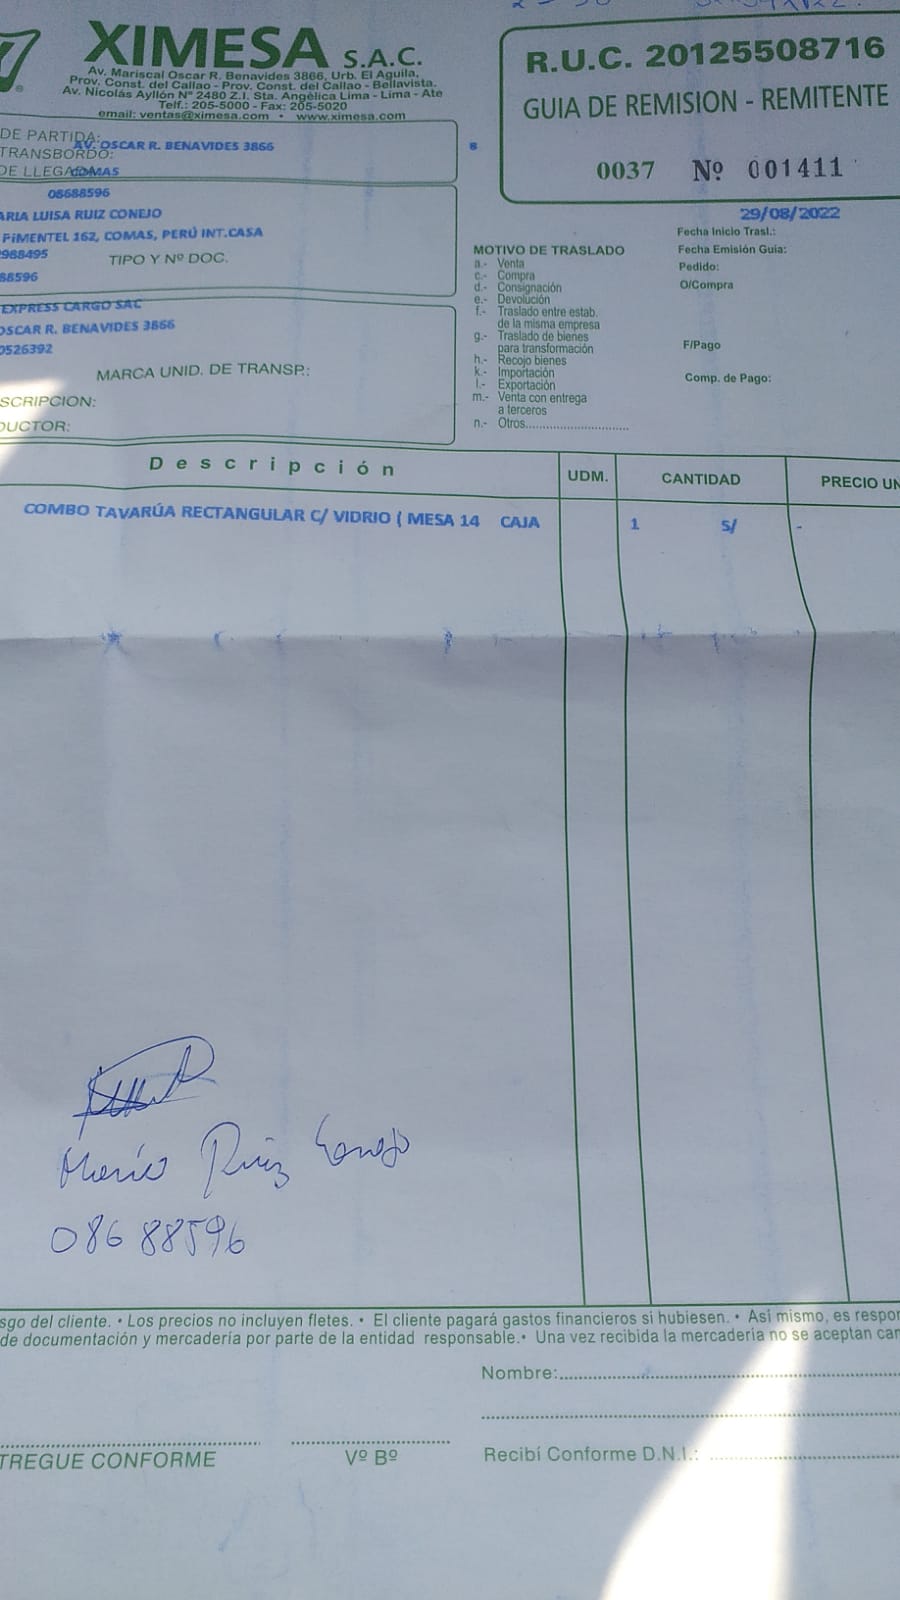 XIMESA S.A.C.
Av. Mariscal Oscar R. Benavides 3866, Urb. El Aguila,
Prov. Const. del Callao - Prov. Const. del Callao - Bellavista.
Av. Nicolás Ayllón Nº 2480 Z.I. Sta. Angélica Lima - Lima - Ate
Telf.: 205-5000 - Fax: 205-5020
email: ventas@ximesa.com • www.ximesa.com
R.U.C. 20125508716
GUIA DE REMISION - REMITENTE
0037 Nº 001411
DE PARTIDA:
AV. OSCAR R. BENAVIDES 3866
TRANSBORDO:
DE LLEGADA
COMAS
08688596
ARIA LUISA RUIZ CONEJO
PIMENTEL 162, COMAS, PERÚ INT.CASA
2988495 TIPO Y Nº DOC.
88596
EXPRESS CARGO SAC
OSCAR R. BENAVIDES 3866
0526392
MARCA UNID. DE TRANSP.:
SCRIPCION:
DUCTOR:
8
29/08/2022
Fecha Inicio Trasl.:
Fecha Emisión Guia:
Pedido:
O/Compra
F/Pago
Comp. de Pago:
MOTIVO DE TRASLADO
a.- Venta
c.- Compra
d.- Consignación
e.- Devolución
f.- Traslado entre estab.
de la misma empresa
g.- Traslado de bienes
para transformación
h.- Recojo bienes
k.- Importación
l.- Exportación
m.- Venta con entrega
a terceros
n.- Otros..............................
Descripción UDM. CANTIDAD PRECIO UN
COMBO TAVARÚA RECTANGULAR C/ VIDRIO ( MESA 14 CAJA 1 S/ -
María Ruiz Conejo
08688596
sgo del cliente. • Los precios no incluyen fletes. • El cliente pagará gastos financieros si hubiesen. • Así mismo, es respon
de documentación y mercadería por parte de la entidad responsable. • Una vez recibida la mercadería no se aceptan can
Nombre:
TREGUE CONFORME
Vº Bº
Recibí Conforme D.N.I.: